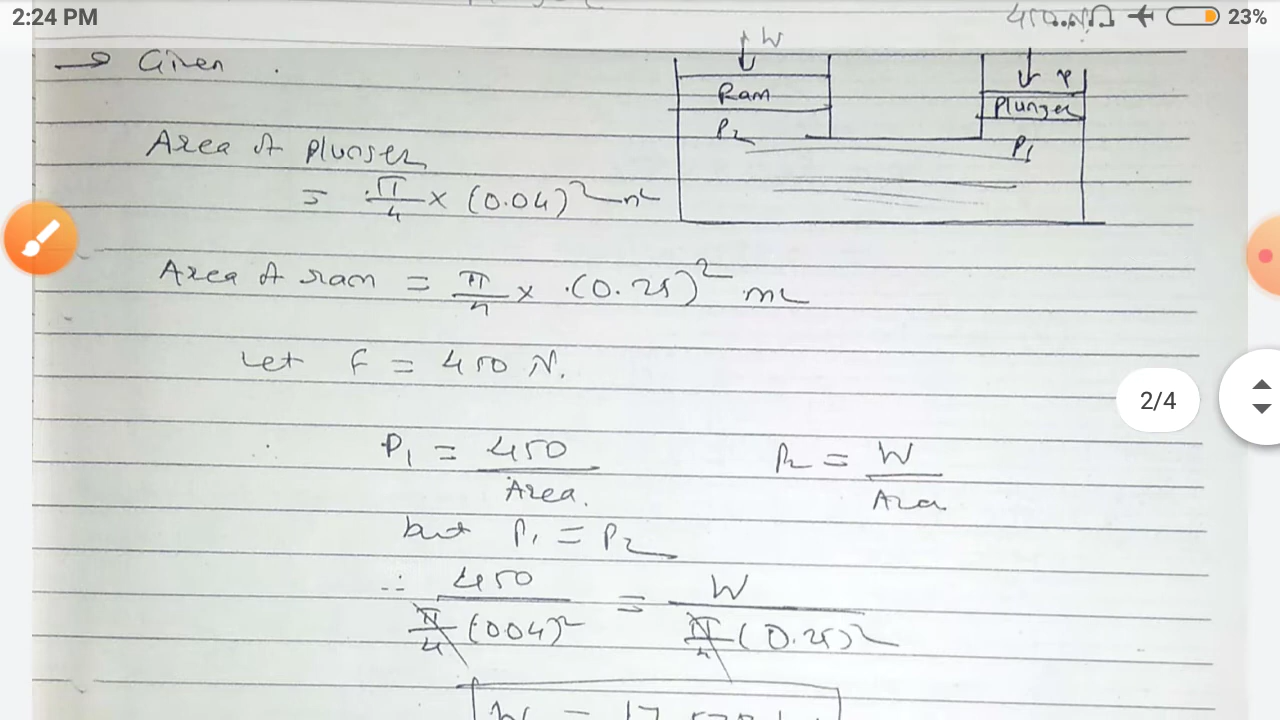 2:24 PM
450 N
23%
→ Given
W
Ram
P2
P
Plunger
P1
Area of plunger
= π/4 × (0.04)² m²
Area of ram = π/4 × (0.25)² m²
Let F = 450 N.
2/4
∴ P1 = 450 / Area.
P2 = W / Area
but P1 = P2
∴ 450 / π/4 (0.04)² = W / π/4 (0.25)²